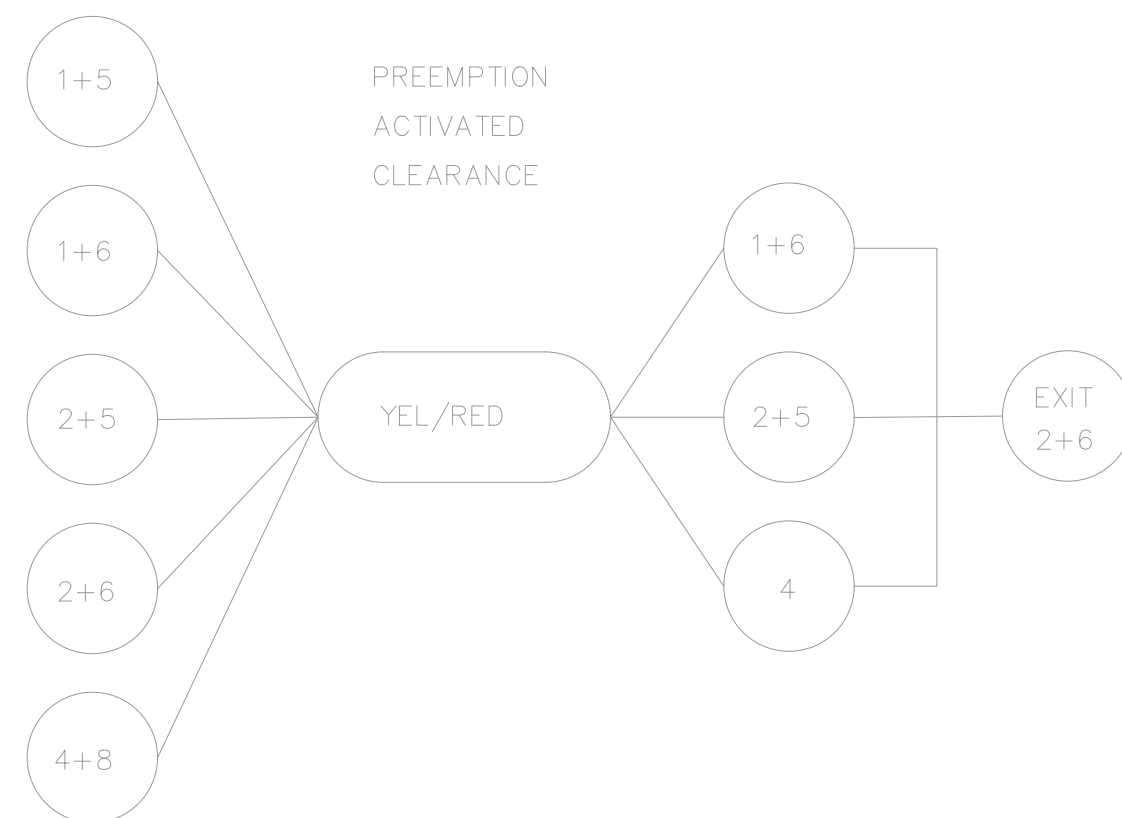 1+5
1+6
2+5
2+6
4+8
PREEMPTION
ACTIVATED
CLEARANCE
YEL/RED
1+6
2+5
4
EXIT
2+6